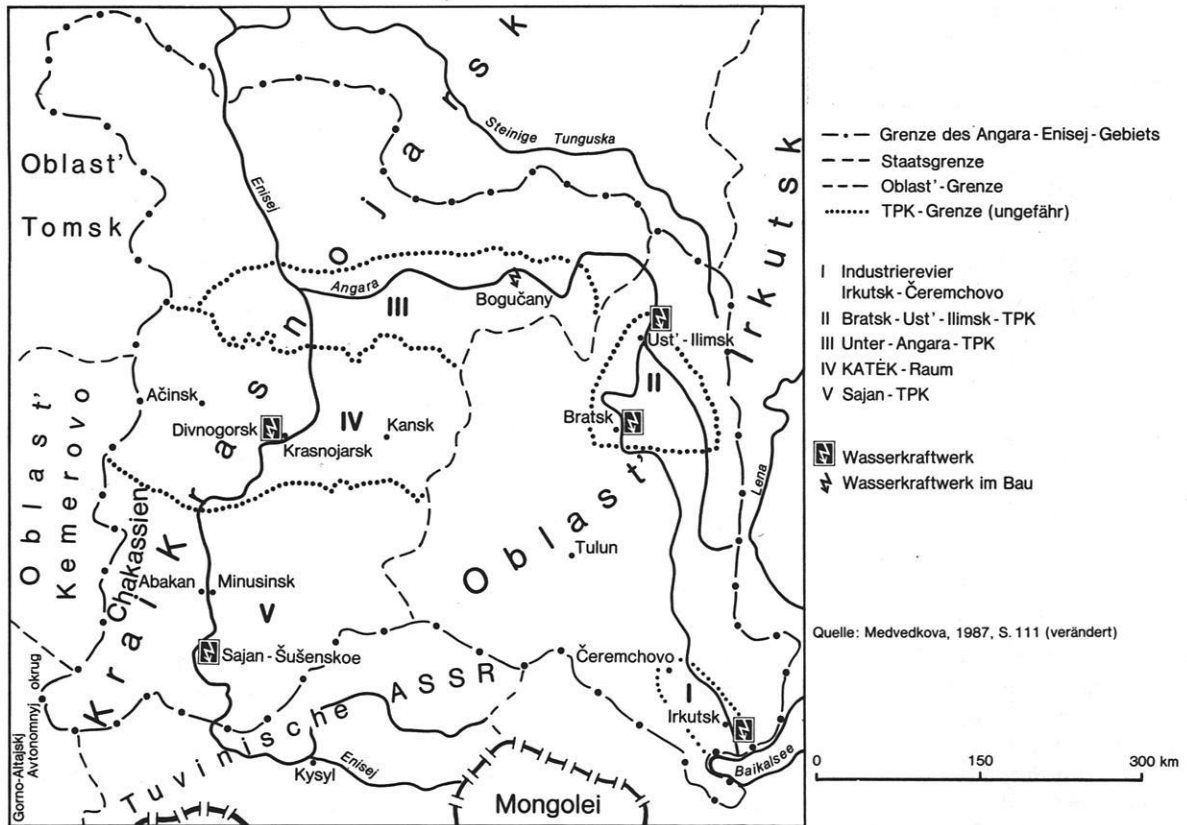 Oblast'
Tomsk
Krasnojarsk
Kraj
Oblast' Irkutsk
Steinige Tunguska
Enisej
Angara
Bogučany
III
Ust'-Ilimsk
II
Bratsk
Oblast'
Kemerovo
Ačinsk
Divnogorsk
Krasnojarsk
IV
Kansk
Lena
Tulun
Chakassien
Abakan
Minusinsk
V
Sajan-Šušenskoe
Čeremchovo
I
Irkutsk
Baikalsee
Gorno-Altajskj
Avtonomnyj okrug
Tuvinische ASSR
Kysyl
Enisej
Mongolei
Grenze des Angara-Enisej-Gebiets
Staatsgrenze
Oblast'-Grenze
TPK-Grenze (ungefähr)
I Industrierevier
Irkutsk-Čeremchovo
II Bratsk-Ust'-Ilimsk-TPK
III Unter-Angara-TPK
IV KATĖK-Raum
V Sajan-TPK
Wasserkraftwerk
Wasserkraftwerk im Bau
Quelle: Medvedkova, 1987, S. 111 (verändert)
0 150 300 km